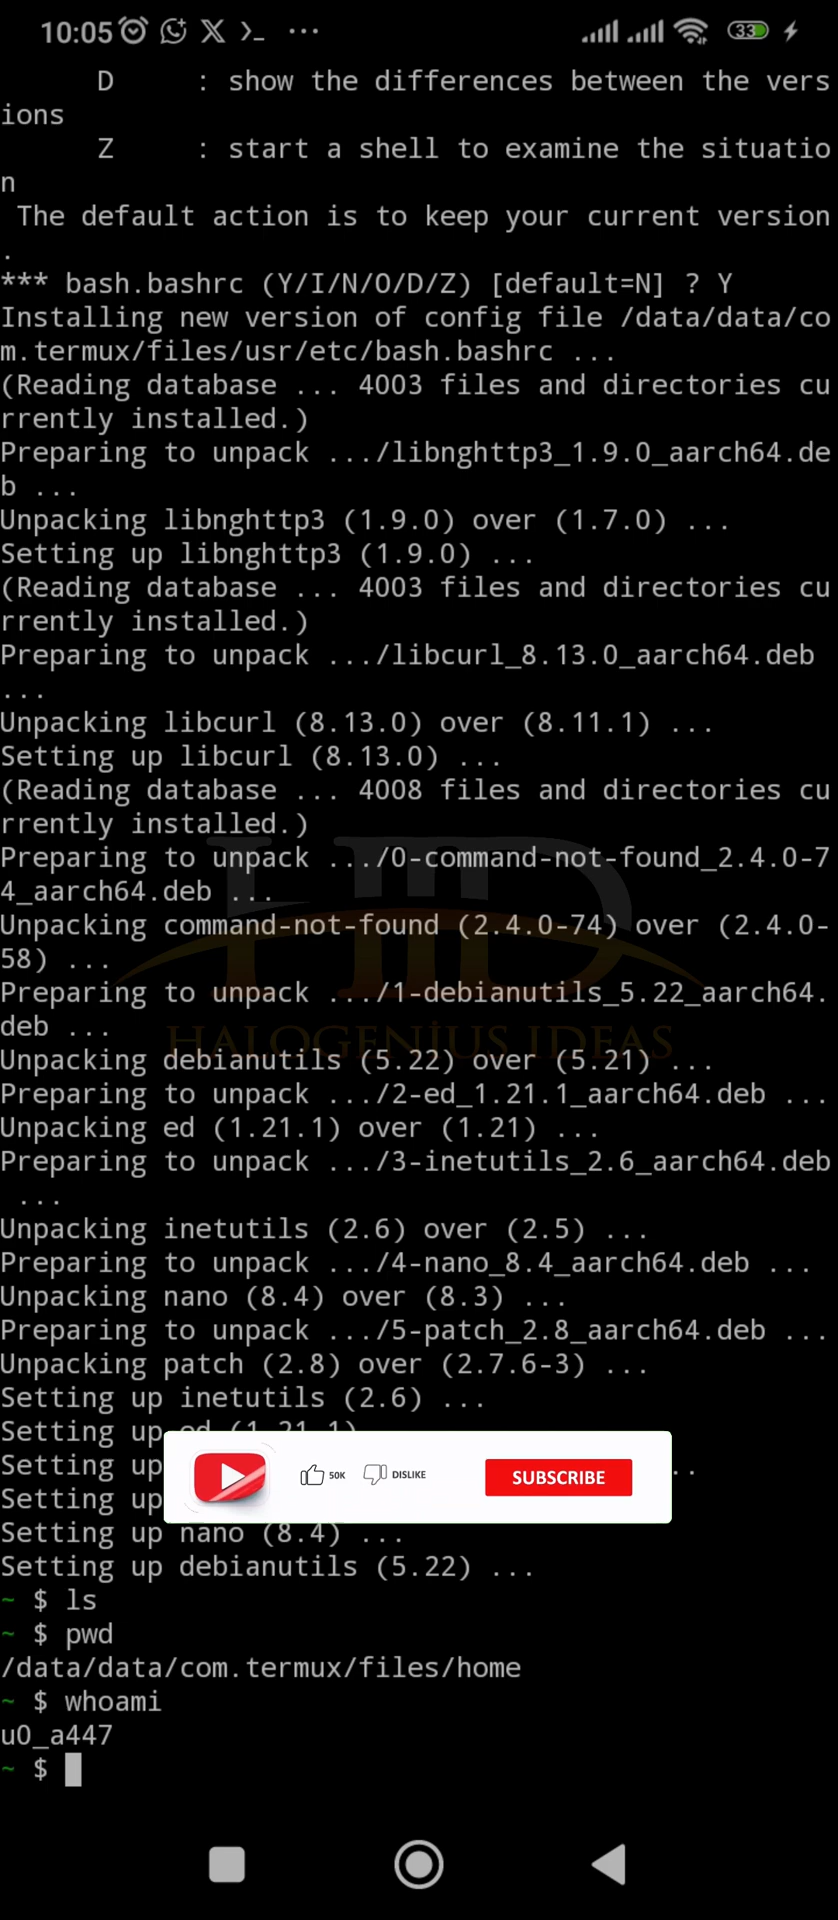 10:05
33
D : show the differences between the vers
ions
Z : start a shell to examine the situatio
n
The default action is to keep your current version
.
*** bash.bashrc (Y/I/N/O/D/Z) [default=N] ? Y
Installing new version of config file /data/data/co
m.termux/files/usr/etc/bash.bashrc ...
(Reading database ... 4003 files and directories cu
rrently installed.)
Preparing to unpack .../libnghttp3_1.9.0_aarch64.de
b ...
Unpacking libnghttp3 (1.9.0) over (1.7.0) ...
Setting up libnghttp3 (1.9.0) ...
(Reading database ... 4003 files and directories cu
rrently installed.)
Preparing to unpack .../libcurl_8.13.0_aarch64.deb
...
Unpacking libcurl (8.13.0) over (8.11.1) ...
Setting up libcurl (8.13.0) ...
(Reading database ... 4008 files and directories cu
rrently installed.)
Preparing to unpack .../0-command-not-found_2.4.0-7
4_aarch64.deb ...
Unpacking command-not-found (2.4.0-74) over (2.4.0-
58) ...
Preparing to unpack .../1-debianutils_5.22_aarch64.
deb ...
HALOGENİUS IDEAS
Unpacking debianutils (5.22) over (5.21) ...
Preparing to unpack .../2-ed_1.21.1_aarch64.deb ...
Unpacking ed (1.21.1) over (1.21) ...
Preparing to unpack .../3-inetutils_2.6_aarch64.deb
...
Unpacking inetutils (2.6) over (2.5) ...
Preparing to unpack .../4-nano_8.4_aarch64.deb ...
Unpacking nano (8.4) over (8.3) ...
Preparing to unpack .../5-patch_2.8_aarch64.deb ...
Unpacking patch (2.8) over (2.7.6-3) ...
Setting up inetutils (2.6) ...
Setting up ed (1.21.1)
Setting up ..
Setting up
50K DISLIKE SUBSCRIBE
Setting up nano (8.4) ...
Setting up debianutils (5.22) ...
~ $ ls
~ $ pwd
/data/data/com.termux/files/home
~ $ whoami
u0_a447
~ $